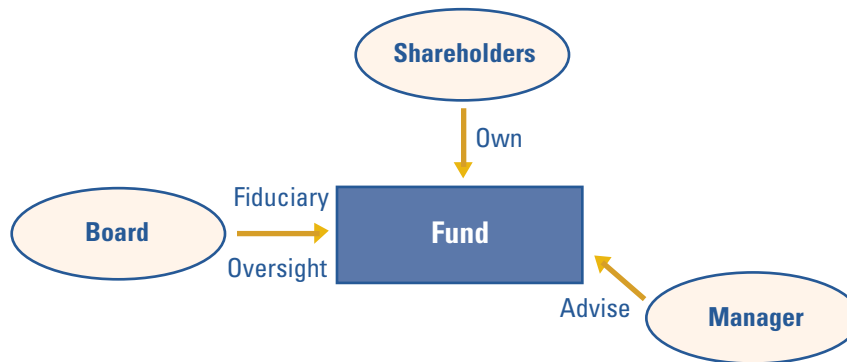 Shareholders
Own
Fiduciary
Board
Fund
Oversight
Advise
Manager